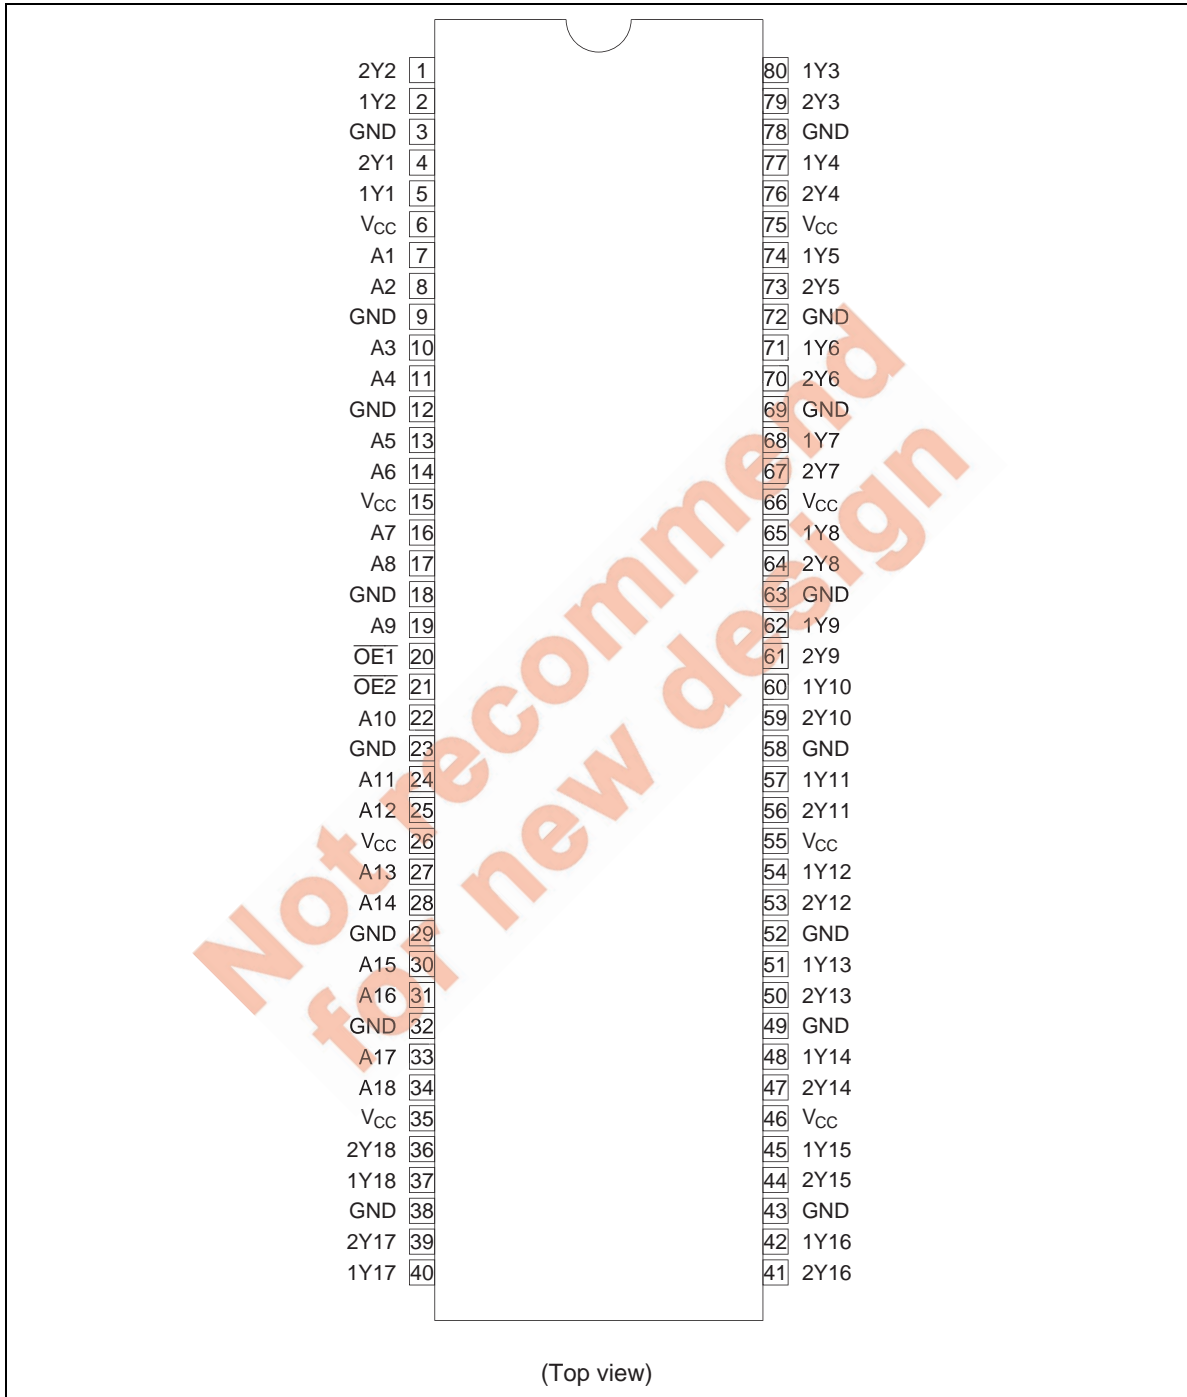 2Y2 1 80 1Y3
1Y2 2 79 2Y3
GND 3 78 GND
2Y1 4 77 1Y4
1Y1 5 76 2Y4
VCC 6 75 VCC
A1 7 74 1Y5
A2 8 73 2Y5
GND 9 72 GND
A3 10 71 1Y6
A4 11 70 2Y6
GND 12 69 GND
A5 13 68 1Y7
A6 14 67 2Y7
VCC 15 66 VCC
A7 16 65 1Y8
A8 17 64 2Y8
GND 18 63 GND
A9 19 62 1Y9
OE1 20 61 2Y9
OE2 21 60 1Y10
A10 22 59 2Y10
GND 23 58 GND
A11 24 57 1Y11
A12 25 56 2Y11
VCC 26 55 VCC
A13 27 54 1Y12
A14 28 53 2Y12
GND 29 52 GND
A15 30 51 1Y13
A16 31 50 2Y13
GND 32 49 GND
A17 33 48 1Y14
A18 34 47 2Y14
VCC 35 46 VCC
2Y18 36 45 1Y15
1Y18 37 44 2Y15
GND 38 43 GND
2Y17 39 42 1Y16
1Y17 40 41 2Y16
(Top view)
Not recommend
for new design